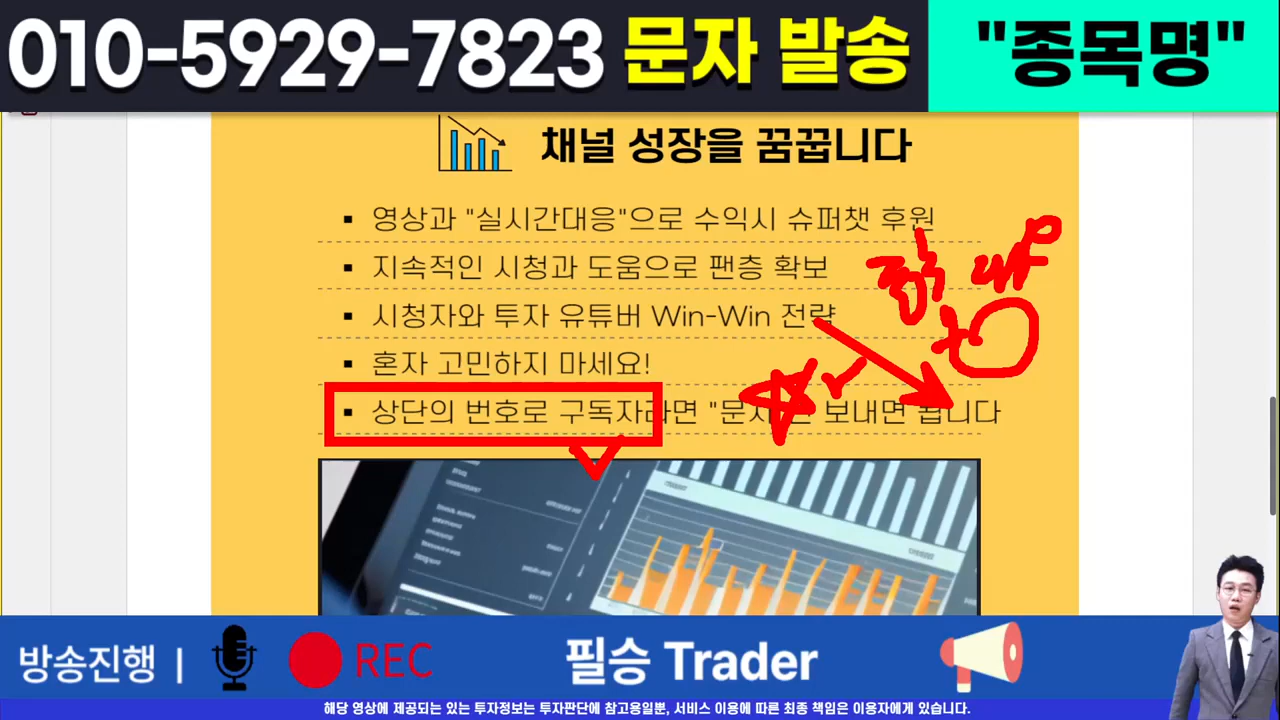 010-5929-7823 문자 발송 "종목명"
채널 성장을 꿈꿉니다
▪ 영상과 "실시간대응"으로 수익시 슈퍼챗 후원
▪ 지속적인 시청과 도움으로 팬층 확보
▪ 시청자와 투자 유튜버 Win-Win 전략
▪ 혼자 고민하지 마세요!
▪ 상단의 번호로 구독자라면 "문자" 보내면 됩니다
방송진행 | REC 필승 Trader
해당 영상에 제공되는 있는 투자정보는 투자판단에 참고용일뿐, 서비스 이용에 따른 최종 책임은 이용자에게 있습니다.